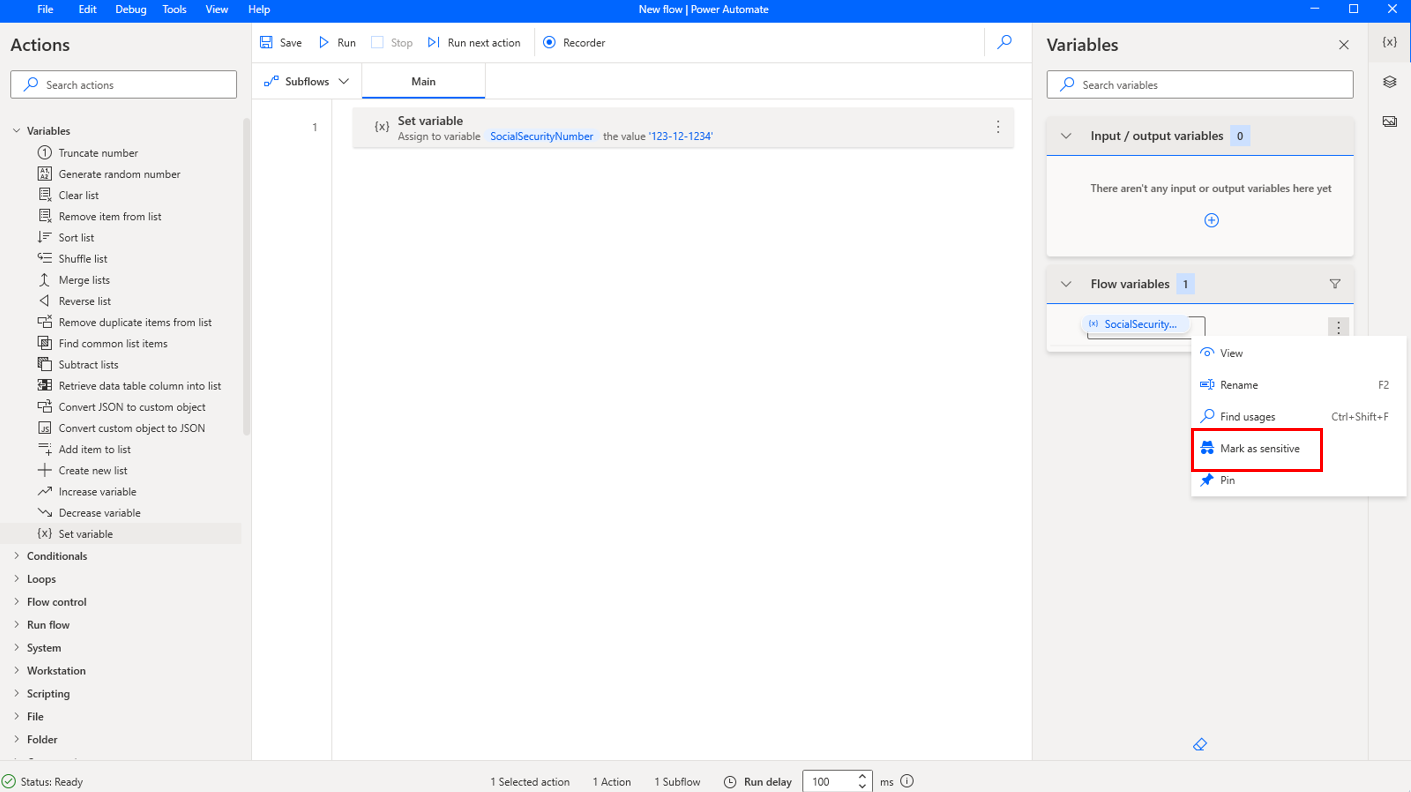 File Edit Debug Tools View Help New flow | Power Automate
Actions
Search actions
Variables
Truncate number
Generate random number
Clear list
Remove item from list
Sort list
Shuffle list
Merge lists
Reverse list
Remove duplicate items from list
Find common list items
Subtract lists
Retrieve data table column into list
Convert JSON to custom object
Convert custom object to JSON
Add item to list
Create new list
Increase variable
Decrease variable
{x} Set variable
Conditionals
Loops
Flow control
Run flow
System
Workstation
Scripting
File
Folder
Save Run Stop Run next action Recorder
Subflows Main
1
{x} Set variable
Assign to variable SocialSecurityNumber the value '123-12-1234'
Variables
{x}
Search variables
Input / output variables 0
There aren't any input or output variables here yet
Flow variables 1
{x} SocialSecurity...
View
Rename F2
Find usages Ctrl+Shift+F
Mark as sensitive
Pin
Status: Ready 1 Selected action 1 Action 1 Subflow Run delay 100 ms